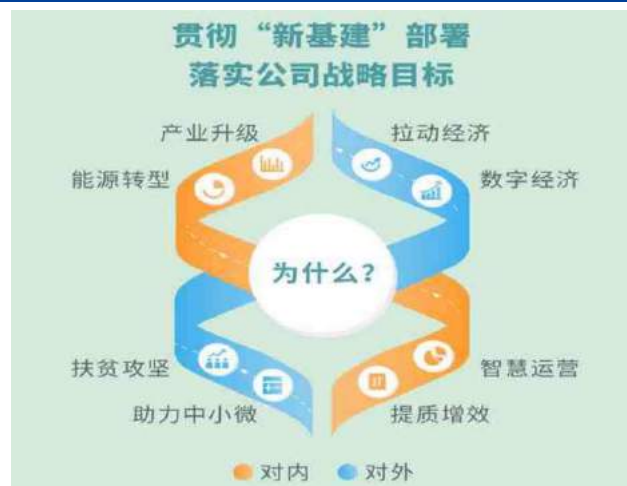 贯彻“新基建”部署
落实公司战略目标
产业升级
拉动经济
能源转型
数字经济
为什么?
扶贫攻坚
智慧运营
助力中小微
提质增效
对内
对外